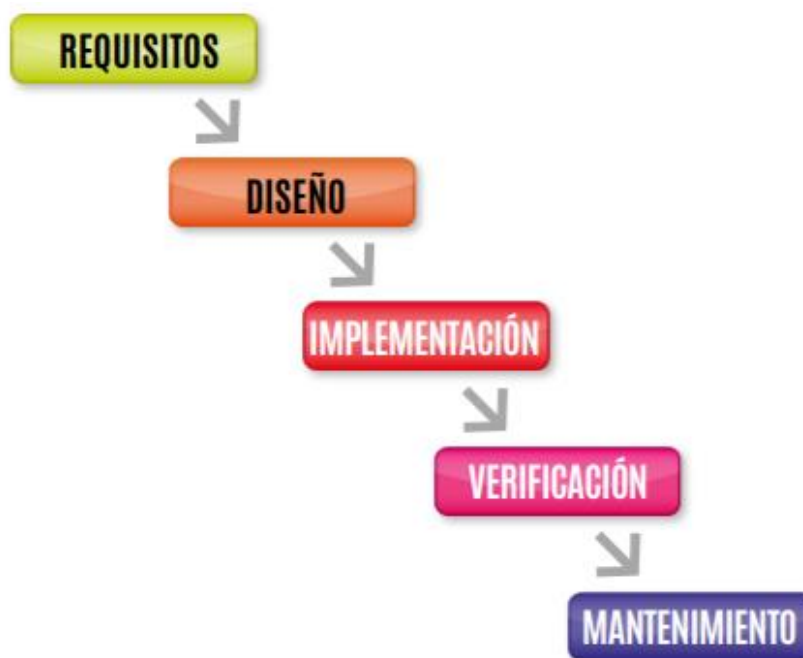 REQUISITOS
DISEÑO
IMPLEMENTACIÓN
VERIFICACIÓN
MANTENIMIENTO